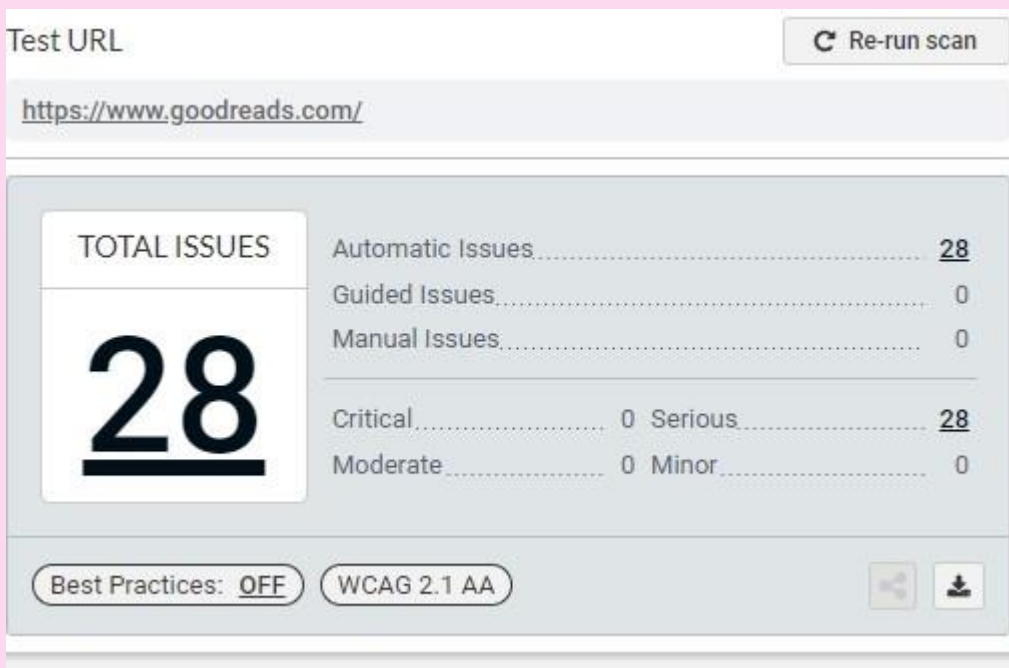 Test URL
Re-run scan
https://www.goodreads.com/
TOTAL ISSUES
28
Automatic Issues 28
Guided Issues 0
Manual Issues 0
Critical 0 Serious 28
Moderate 0 Minor 0
Best Practices: OFF
WCAG 2.1 AA